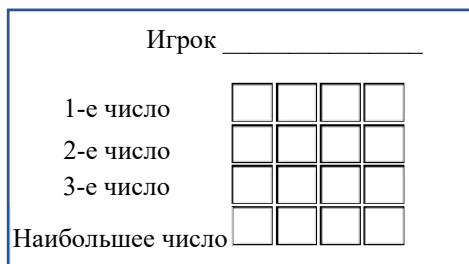 Игрок _______________
1-е число
2-е число
3-е число
Наибольшее число